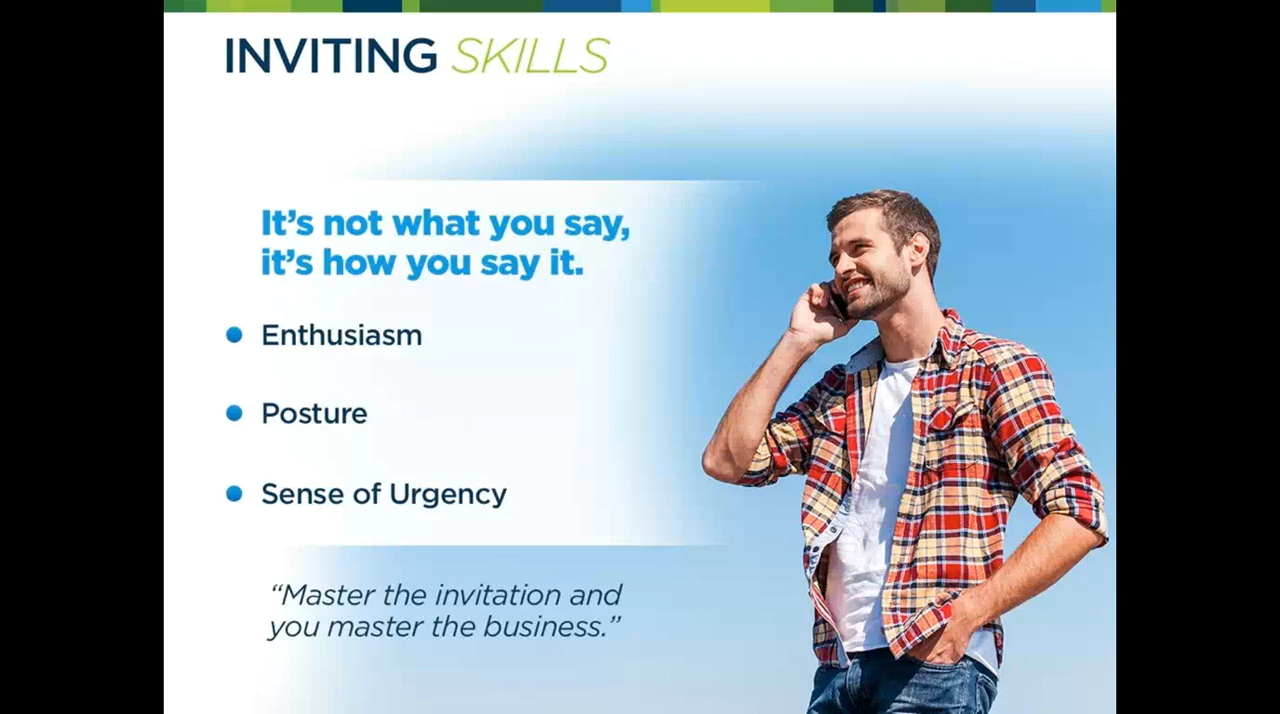 INVITING SKILLS
It's not what you say,
it's how you say it.
Enthusiasm
Posture
Sense of Urgency
“Master the invitation and
you master the business.”